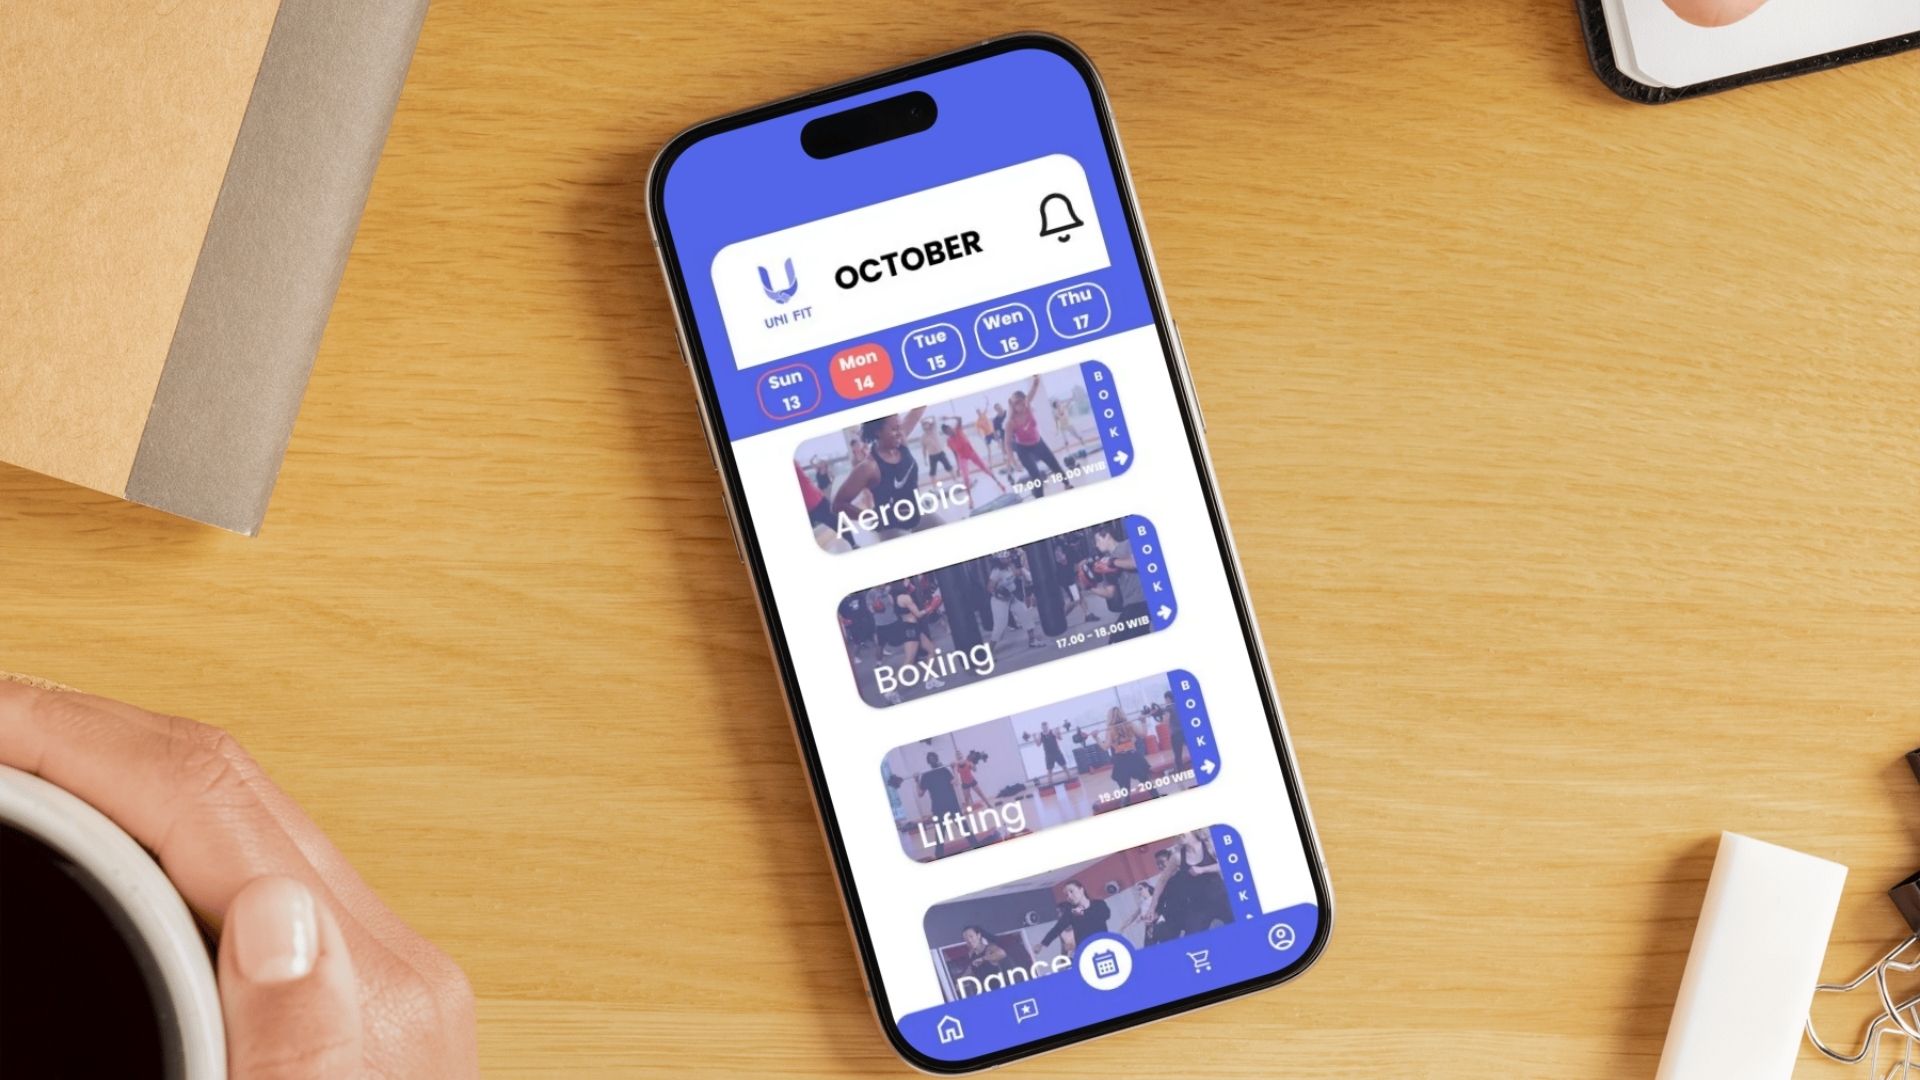 OCTOBER
UNI FIT
Sun
13
Mon
14
Tue
15
Wen
16
Thu
17
BOOK
17.00 - 18.00 WIB
Aerobic
BOOK
17.00 - 18.00 WIB
Boxing
BOOK
19.00 - 20.00 WIB
Lifting
BOOK
Dance